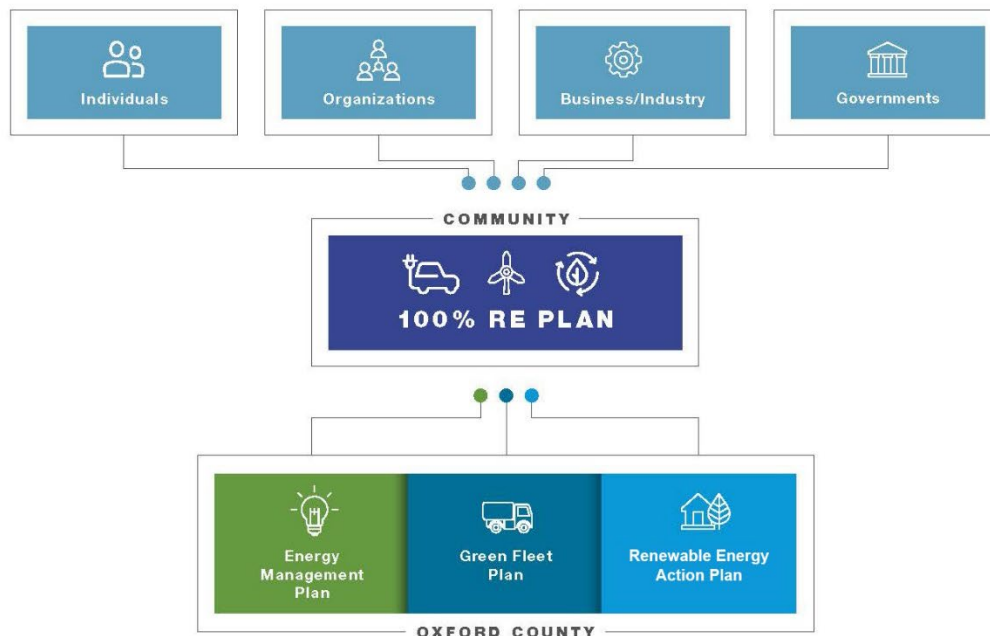 Individuals
Organizations
Business/Industry
Governments
COMMUNITY
100% RE PLAN
Energy
Management
Plan
Green Fleet
Plan
Renewable Energy
Action Plan
OXFORD COUNTY